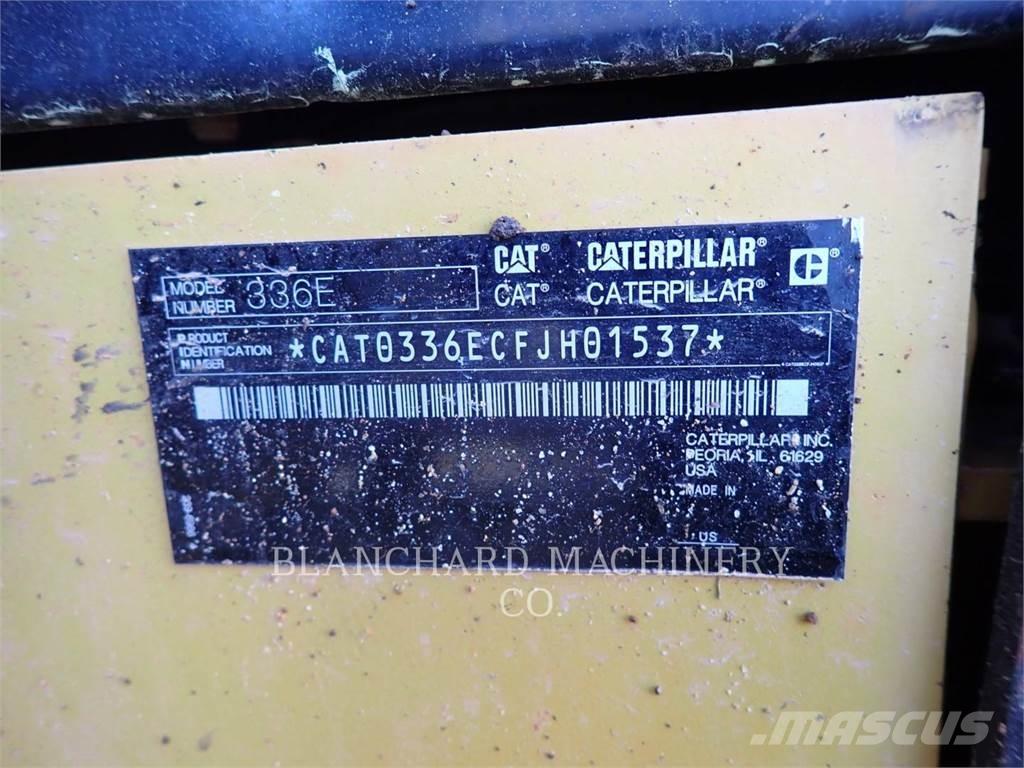 CAT® CATERPILLAR® ®
CAT® CATERPILLAR®
MODEL
NUMBER 336E
PRODUCT
IDENTIFICATION
NUMBER *CAT0336ECFJH01537*
CATERPILLAR INC.
PEORIA, IL 61629
USA
MADE IN
US
BLANCHARD MACHINERY
CO.
MASCUS